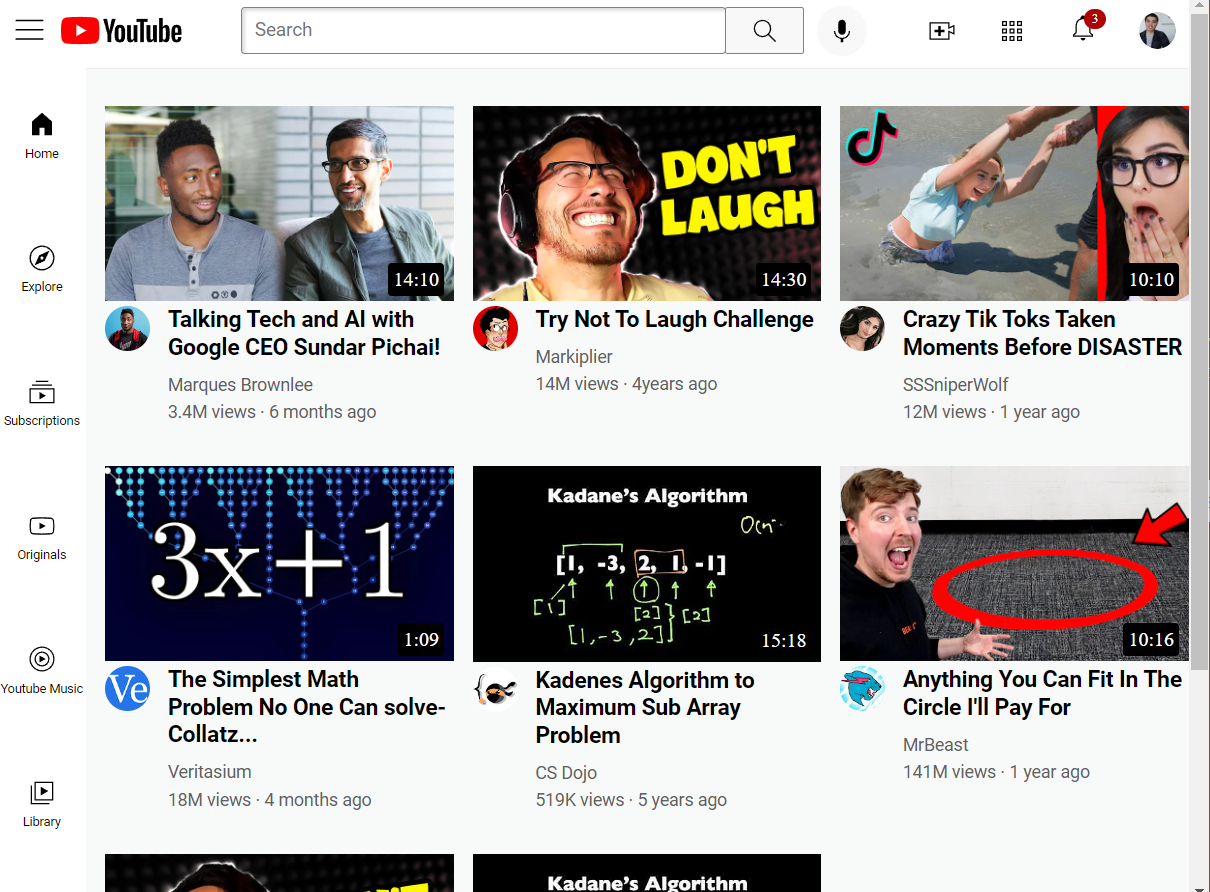 YouTube
Search
3
Home
Explore
Subscriptions
Originals
Youtube Music
Library
14:10
Talking Tech and AI with
Google CEO Sundar Pichai!
Marques Brownlee
3.4M views · 6 months ago
DON'T
LAUGH
14:30
Try Not To Laugh Challenge
Markiplier
14M views · 4years ago
10:10
Crazy Tik Toks Taken
Moments Before DISASTER
SSSniperWolf
12M views · 1 year ago
3x+1
1:09
Ve
The Simplest Math
Problem No One Can solve-
Collatz...
Veritasium
18M views · 4 months ago
Kadane's Algorithm
[1, -3, 2, 1, -1]
[1]
[2]
[2]
[1,-3,2]
15:18
Kadenes Algorithm to
Maximum Sub Array
Problem
CS Dojo
519K views · 5 years ago
10:16
Anything You Can Fit In The
Circle I'll Pay For
MrBeast
141M views · 1 year ago
Kadane's Algorithm